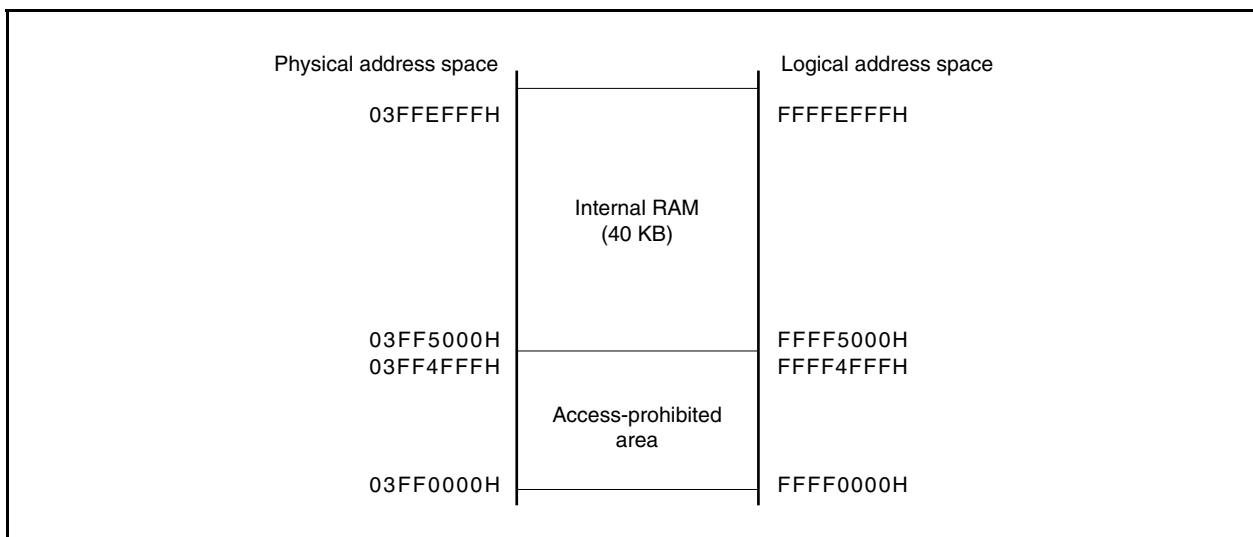 Physical address space
Logical address space
03FFEFFFH
FFFFEFFFH
Internal RAM
(40 KB)
03FF5000H
FFFF5000H
03FF4FFFH
FFFF4FFFH
Access-prohibited
area
03FF0000H
FFFF0000H